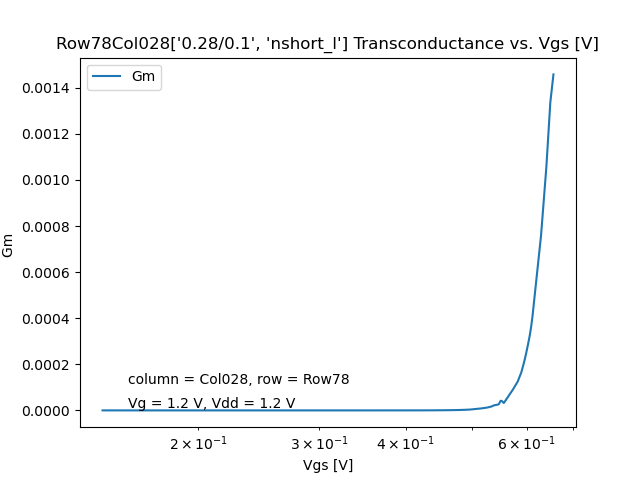 Row78Col028['0.28/0.1', 'nshort_l'] Transconductance vs. Vgs [V]
Gm
0.0014
0.0012
0.0010
0.0008
0.0006
0.0004
0.0002
0.0000
Gm
column = Col028, row = Row78
Vg = 1.2 V, Vdd = 1.2 V
2 × 10⁻¹
3 × 10⁻¹
4 × 10⁻¹
6 × 10⁻¹
Vgs [V]